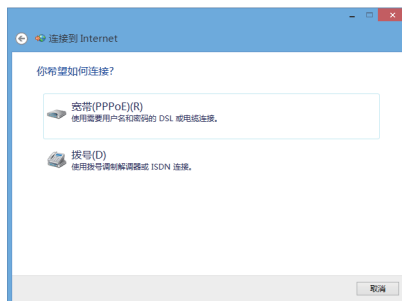 连接到 Internet
你希望如何连接?
宽带(PPPoE)(R)
使用需要用户名和密码的 DSL 或电缆连接。
拨号(D)
使用拨号调制解调器或 ISDN 连接。
取消